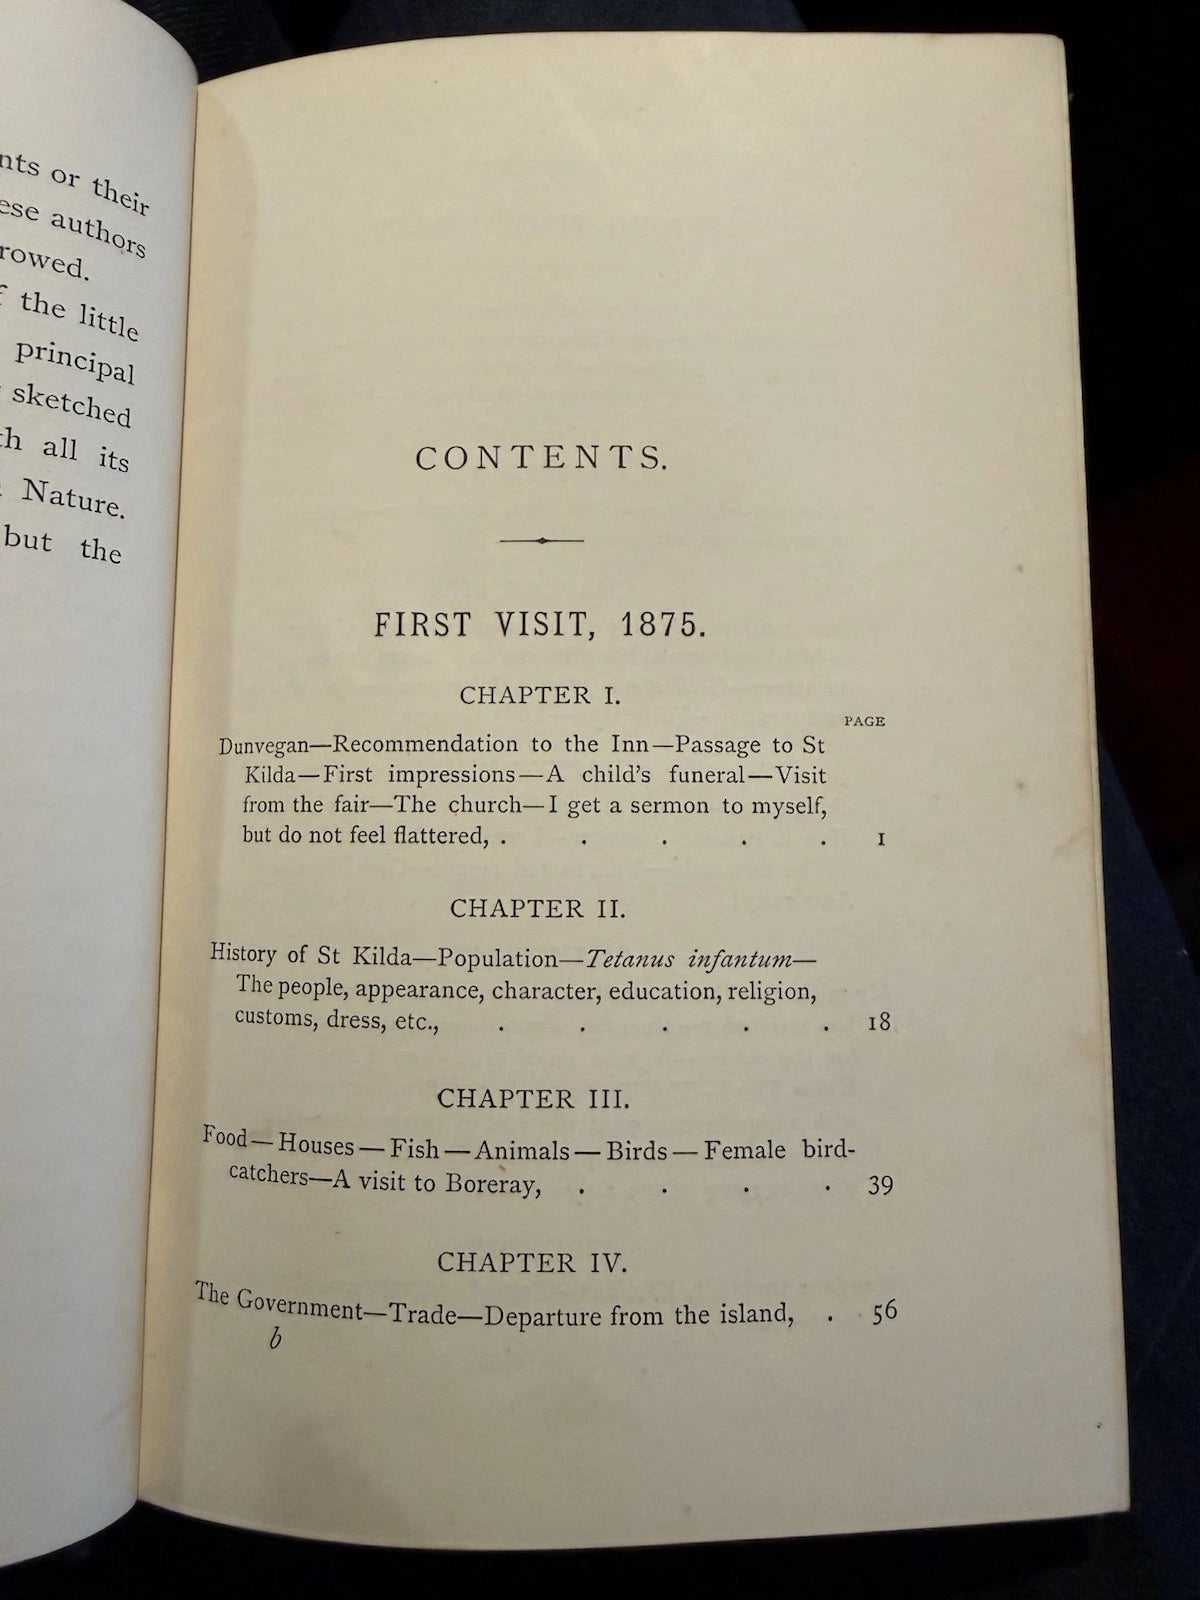 or their
authors
the little
principal
sketched
all its
Nature.
but the
CONTENTS.
FIRST VISIT, 1875.
CHAPTER I.
PAGE
Dunvegan—Recommendation to the Inn—Passage to St
Kilda—First impressions—A child's funeral—Visit
from the fair—The church—I get a sermon to myself,
but do not feel flattered, . . . . . 1
CHAPTER II.
History of St Kilda—Population—Tetanus infantum—
The people, appearance, character, education, religion,
customs, dress, etc., . . . . . 18
CHAPTER III.
Food—Houses—Fish—Animals—Birds—Female bird-
catchers—A visit to Boreray, . . . . 39
CHAPTER IV.
The Government—Trade—Departure from the island, . 56
b